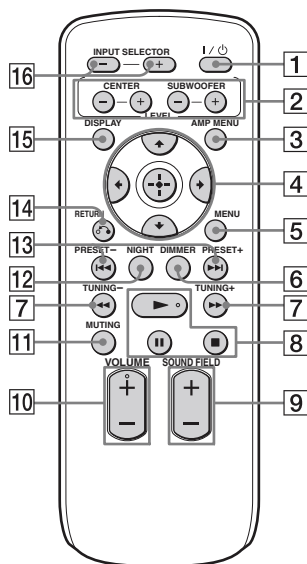 INPUT SELECTOR
I / ⏻
1
16
− +
CENTER SUBWOOFER
− + − +
2
LEVEL
DISPLAY AMP MENU
15
3
4
14
RETURN MENU
5
13
PRESET− NIGHT DIMMER PRESET+
12
6
TUNING− TUNING+
7
7
MUTING
11
8
VOLUME SOUND FIELD
+ +
10
9
− −